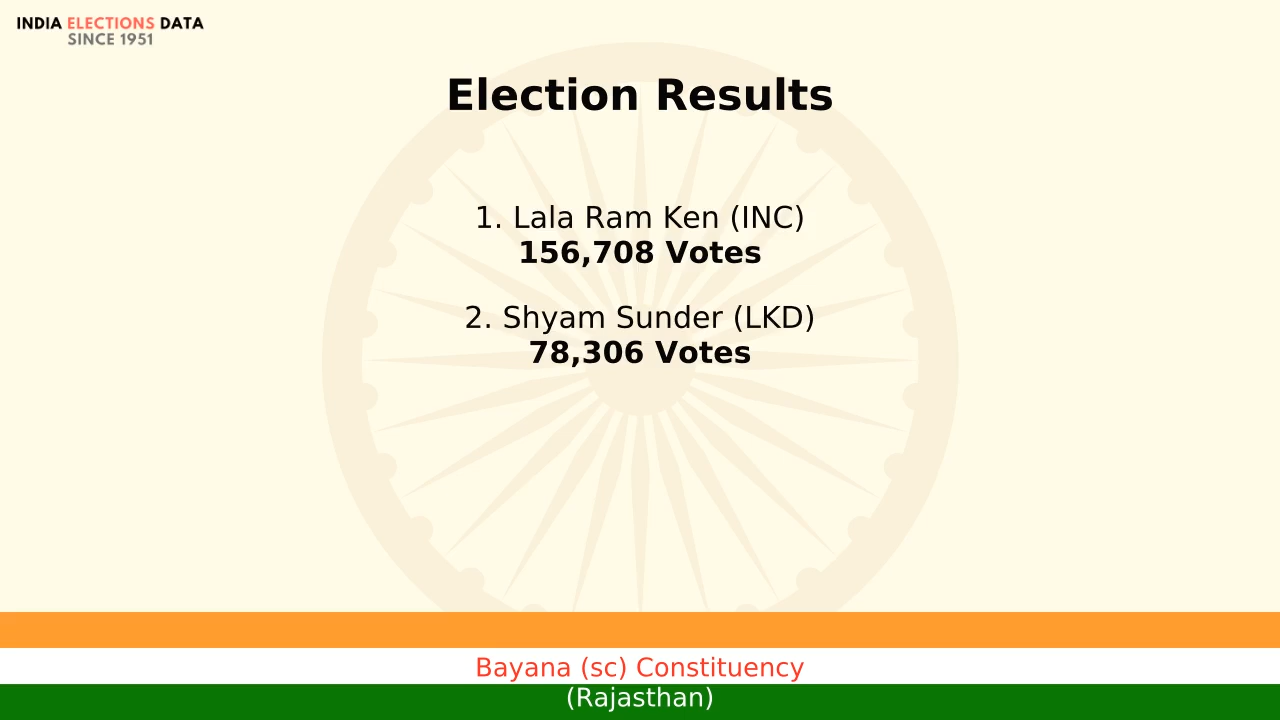 INDIA ELECTIONS DATA
SINCE 1951
Election Results
1. Lala Ram Ken (INC)
156,708 Votes
2. Shyam Sunder (LKD)
78,306 Votes
Bayana (sc) Constituency
(Rajasthan)